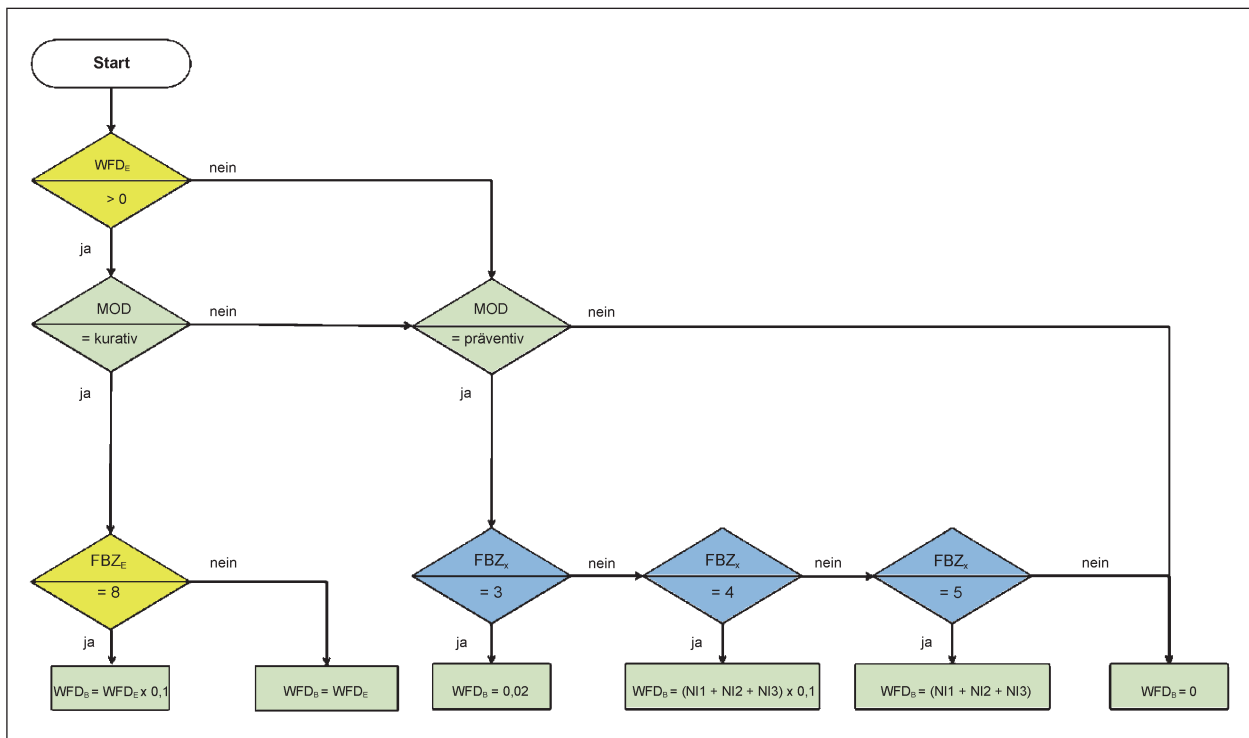 Start
WFDE
> 0
nein
ja
MOD
= kurativ
nein
MOD
= präventiv
nein
ja
ja
FBZE
= 8
nein
FBZx
= 3
nein
FBZx
= 4
nein
FBZx
= 5
nein
ja
ja
ja
ja
WFDB = WFDE x 0,1
WFDB = WFDE
WFDB = 0,02
WFDB = (NI1 + NI2 + NI3) x 0,1
WFDB = (NI1 + NI2 + NI3)
WFDB = 0